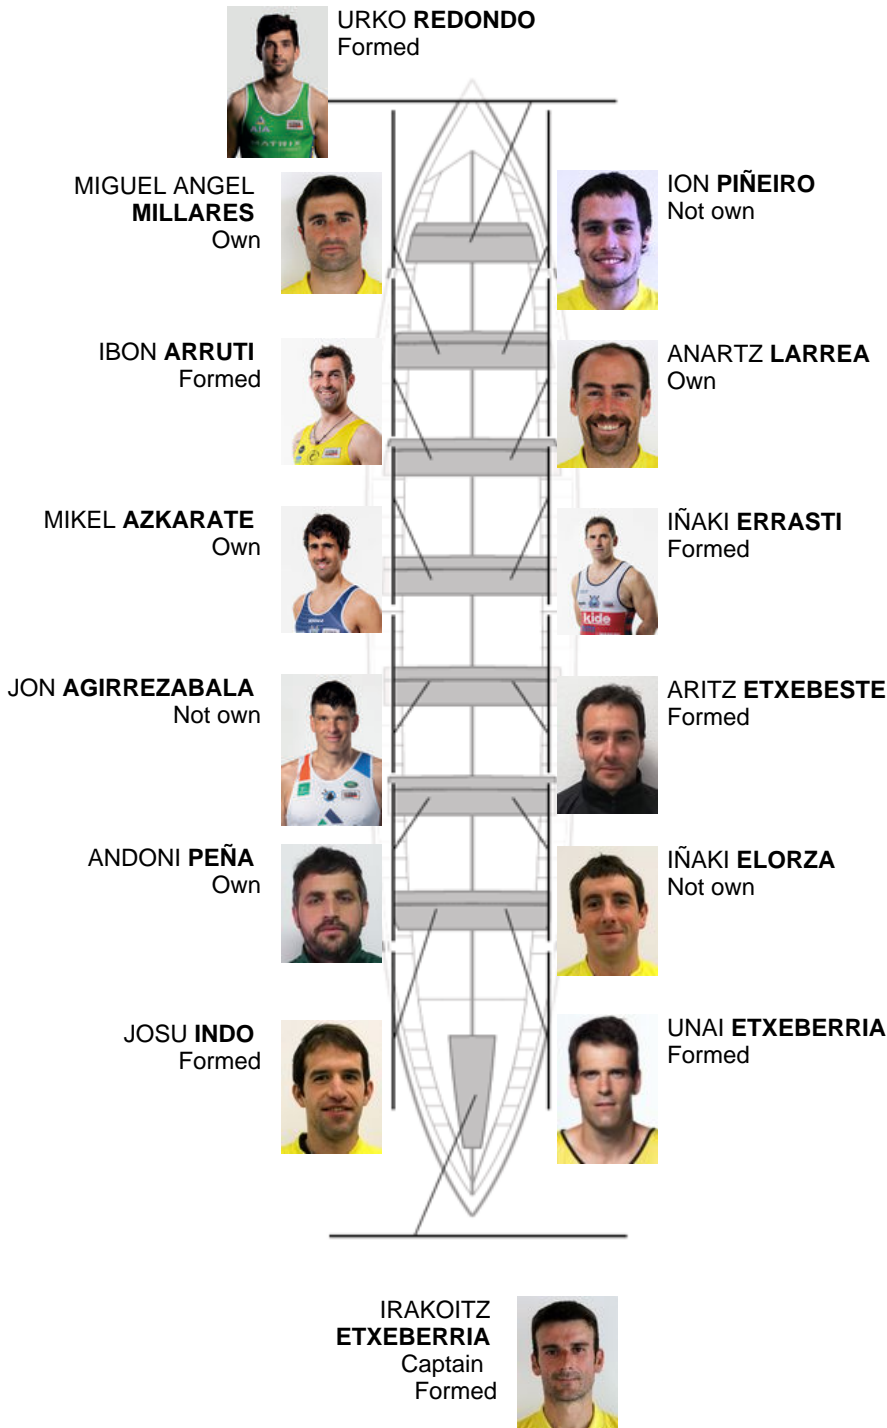 URKO REDONDO
Formed
MIGUEL ANGEL
MILLARES
Own
ION PIÑEIRO
Not own
IBON ARRUTI
Formed
ANARTZ LARREA
Own
MIKEL AZKARATE
Own
IÑAKI ERRASTI
Formed
kide
JON AGIRREZABALA
Not own
ARITZ ETXEBESTE
Formed
ANDONI PEÑA
Own
IÑAKI ELORZA
Not own
JOSU INDO
Formed
UNAI ETXEBERRIA
Formed
IRAKOITZ
ETXEBERRIA
Captain
Formed